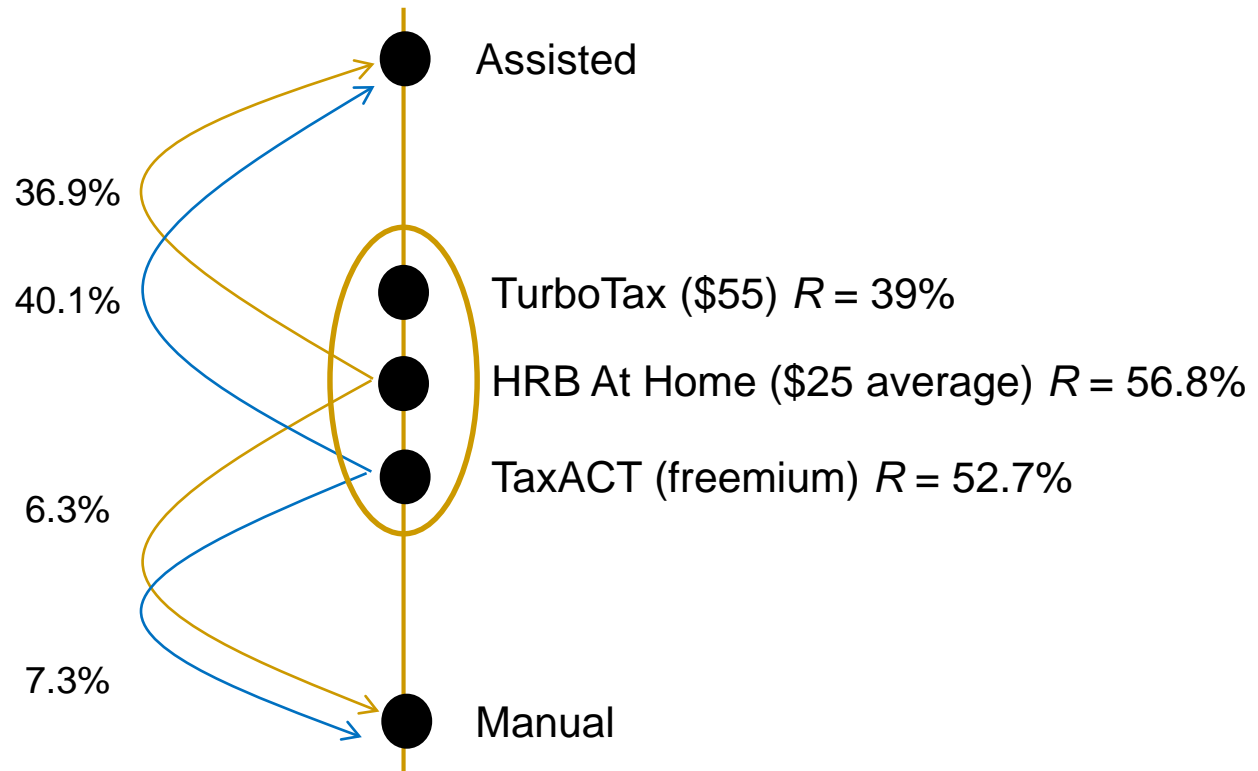 Assisted
36.9%
40.1%
TurboTax ($55) R = 39%
HRB At Home ($25 average) R = 56.8%
TaxACT (freemium) R = 52.7%
6.3%
7.3%
Manual